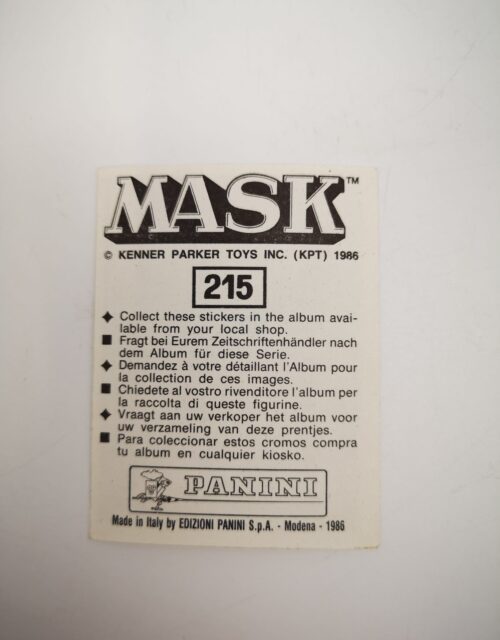 MASK™
© KENNER PARKER TOYS INC. (KPT) 1986
215
✦ Collect these stickers in the album avai-
lable from your local shop.
■ Fragt bei Eurem Zeitschriftenhändler nach
dem Album für diese Serie.
✦ Demandez à votre détaillant l'Album pour
la collection de ces images.
■ Chiedete al vostro rivenditore l'album per
la raccolta di queste figurine.
✦ Vraagt aan uw verkoper het album voor
uw verzameling van deze prentjes.
■ Para coleccionar estos cromos compra
tu album en cualquier kiosko.
PANINI
Made in Italy by EDIZIONI PANINI S.p.A. - Modena - 1986